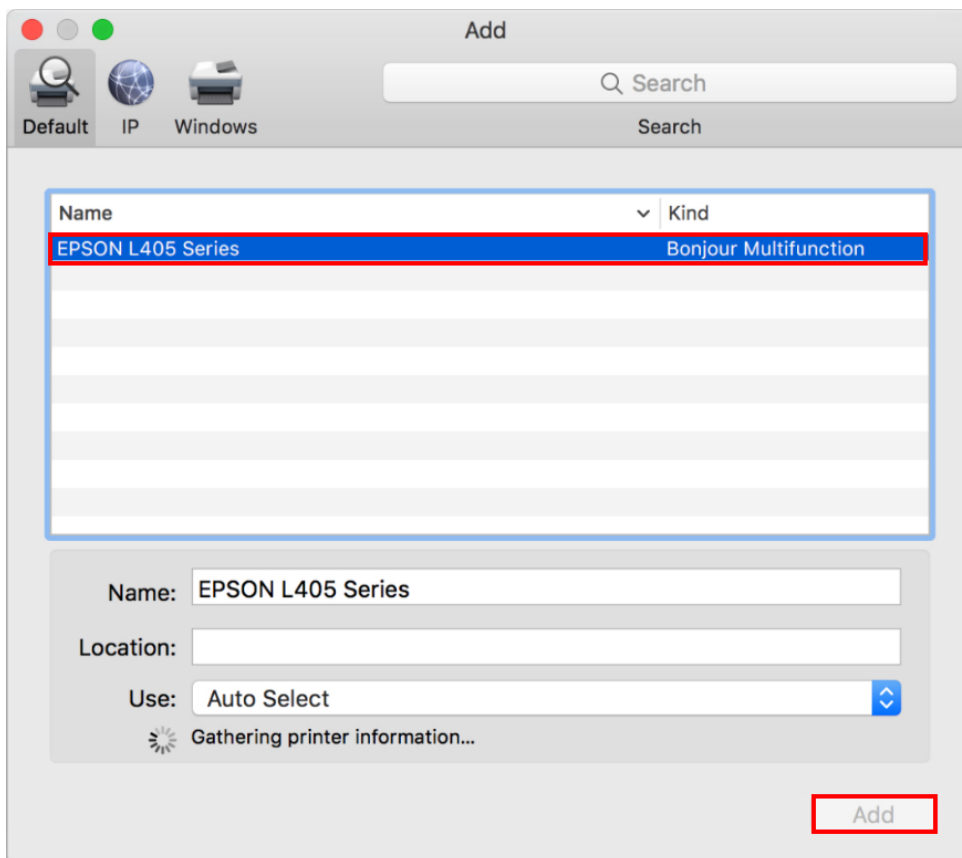 Add
Search
Default IP Windows Search
Name Kind
EPSON L405 Series Bonjour Multifunction
Name: EPSON L405 Series
Location:
Use: Auto Select
Gathering printer information...
Add